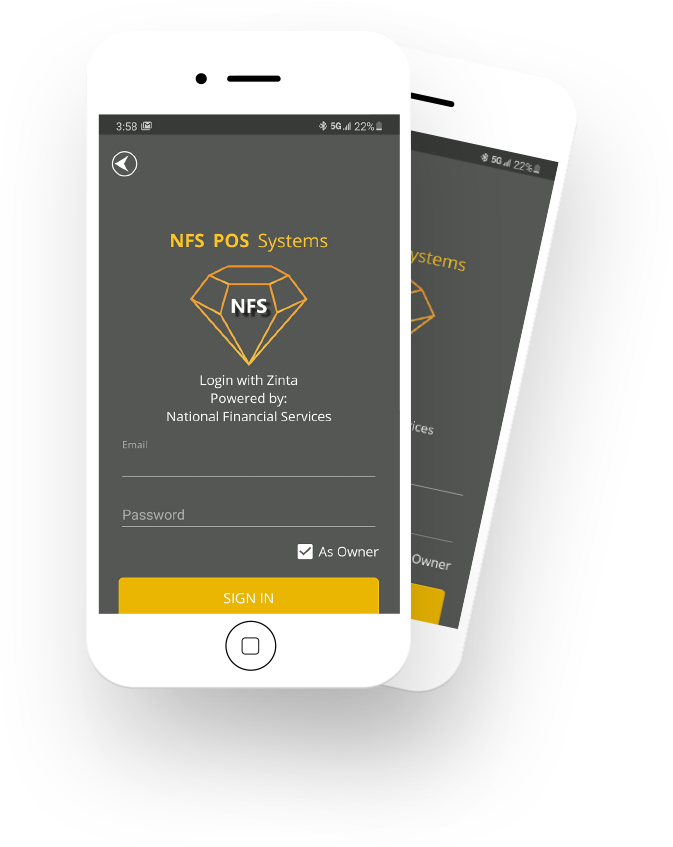 3:58 5G 22%
NFS POS Systems
NFS
Login with Zinta
Powered by:
National Financial Services
Email
Password
As Owner
SIGN IN
5G 22%
ystems
ices
Owner